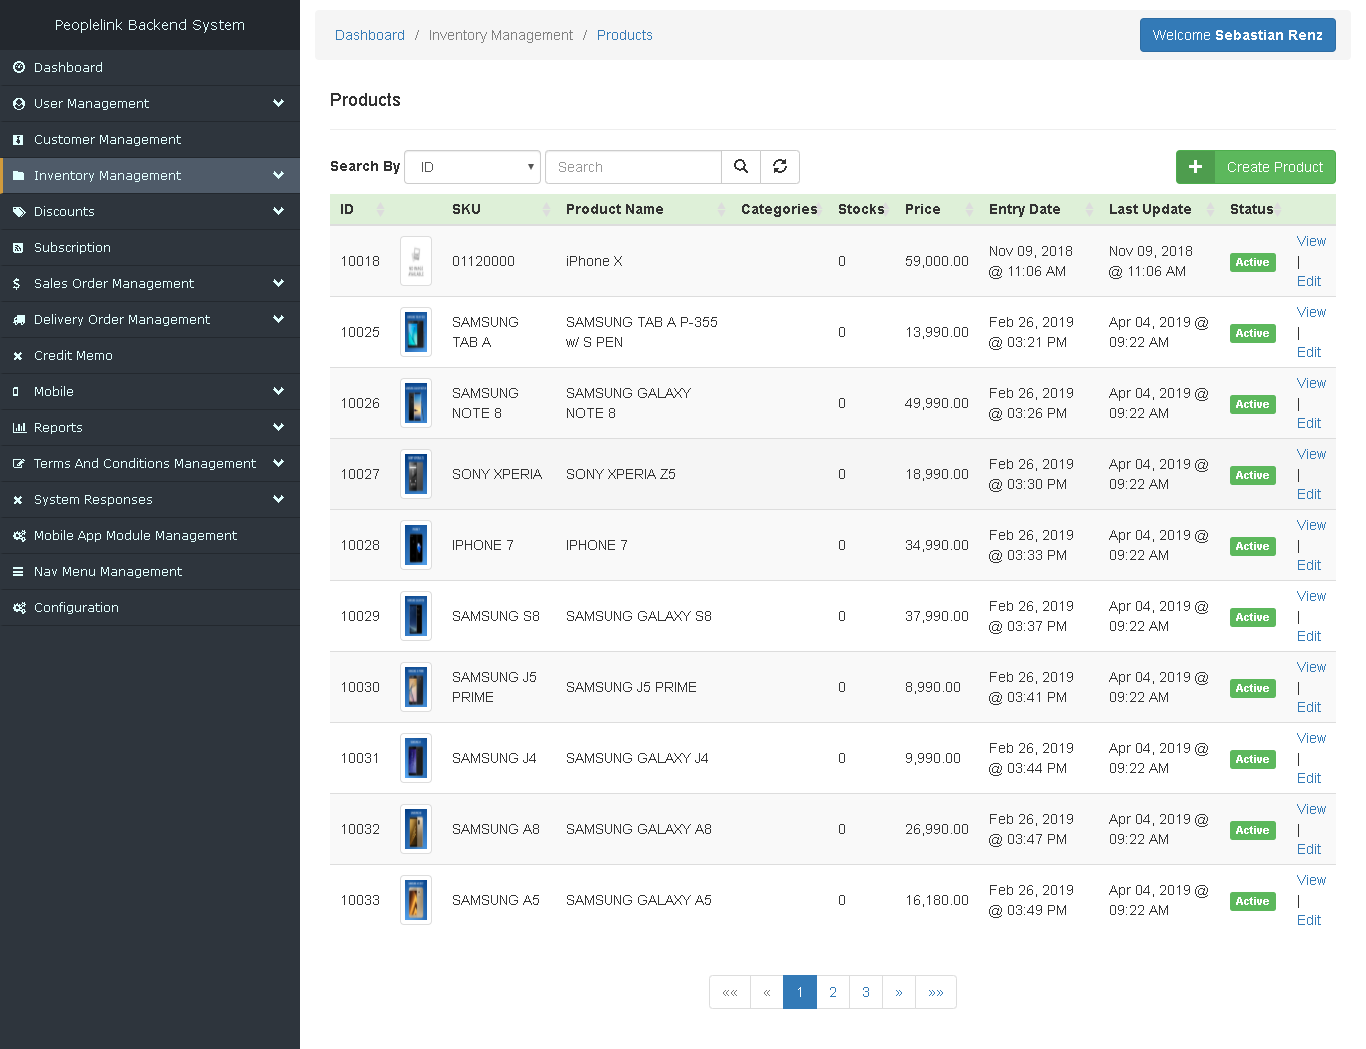 Peoplelink Backend System
Dashboard
User Management
Customer Management
Inventory Management
Discounts
Subscription
Sales Order Management
Delivery Order Management
Credit Memo
Mobile
Reports
Terms And Conditions Management
System Responses
Mobile App Module Management
Nav Menu Management
Configuration
Dashboard / Inventory Management / Products
Welcome Sebastian Renz
Products
Search By ID Search
Create Product
ID SKU Product Name Categories Stocks Price Entry Date Last Update Status
10018 01120000 iPhone X 0 59,000.00 Nov 09, 2018 @ 11:06 AM Nov 09, 2018 @ 11:06 AM Active View | Edit
10025 SAMSUNG TAB A SAMSUNG TAB A P-355 w/ S PEN 0 13,990.00 Feb 26, 2019 @ 03:21 PM Apr 04, 2019 @ 09:22 AM Active View | Edit
10026 SAMSUNG NOTE 8 SAMSUNG GALAXY NOTE 8 0 49,990.00 Feb 26, 2019 @ 03:26 PM Apr 04, 2019 @ 09:22 AM Active View | Edit
10027 SONY XPERIA SONY XPERIA Z5 0 18,990.00 Feb 26, 2019 @ 03:30 PM Apr 04, 2019 @ 09:22 AM Active View | Edit
10028 IPHONE 7 IPHONE 7 0 34,990.00 Feb 26, 2019 @ 03:33 PM Apr 04, 2019 @ 09:22 AM Active View | Edit
10029 SAMSUNG S8 SAMSUNG GALAXY S8 0 37,990.00 Feb 26, 2019 @ 03:37 PM Apr 04, 2019 @ 09:22 AM Active View | Edit
10030 SAMSUNG J5 PRIME SAMSUNG J5 PRIME 0 8,990.00 Feb 26, 2019 @ 03:41 PM Apr 04, 2019 @ 09:22 AM Active View | Edit
10031 SAMSUNG J4 SAMSUNG GALAXY J4 0 9,990.00 Feb 26, 2019 @ 03:44 PM Apr 04, 2019 @ 09:22 AM Active View | Edit
10032 SAMSUNG A8 SAMSUNG GALAXY A8 0 26,990.00 Feb 26, 2019 @ 03:47 PM Apr 04, 2019 @ 09:22 AM Active View | Edit
10033 SAMSUNG A5 SAMSUNG GALAXY A5 0 16,180.00 Feb 26, 2019 @ 03:49 PM Apr 04, 2019 @ 09:22 AM Active View | Edit
«« « 1 2 3 » »»